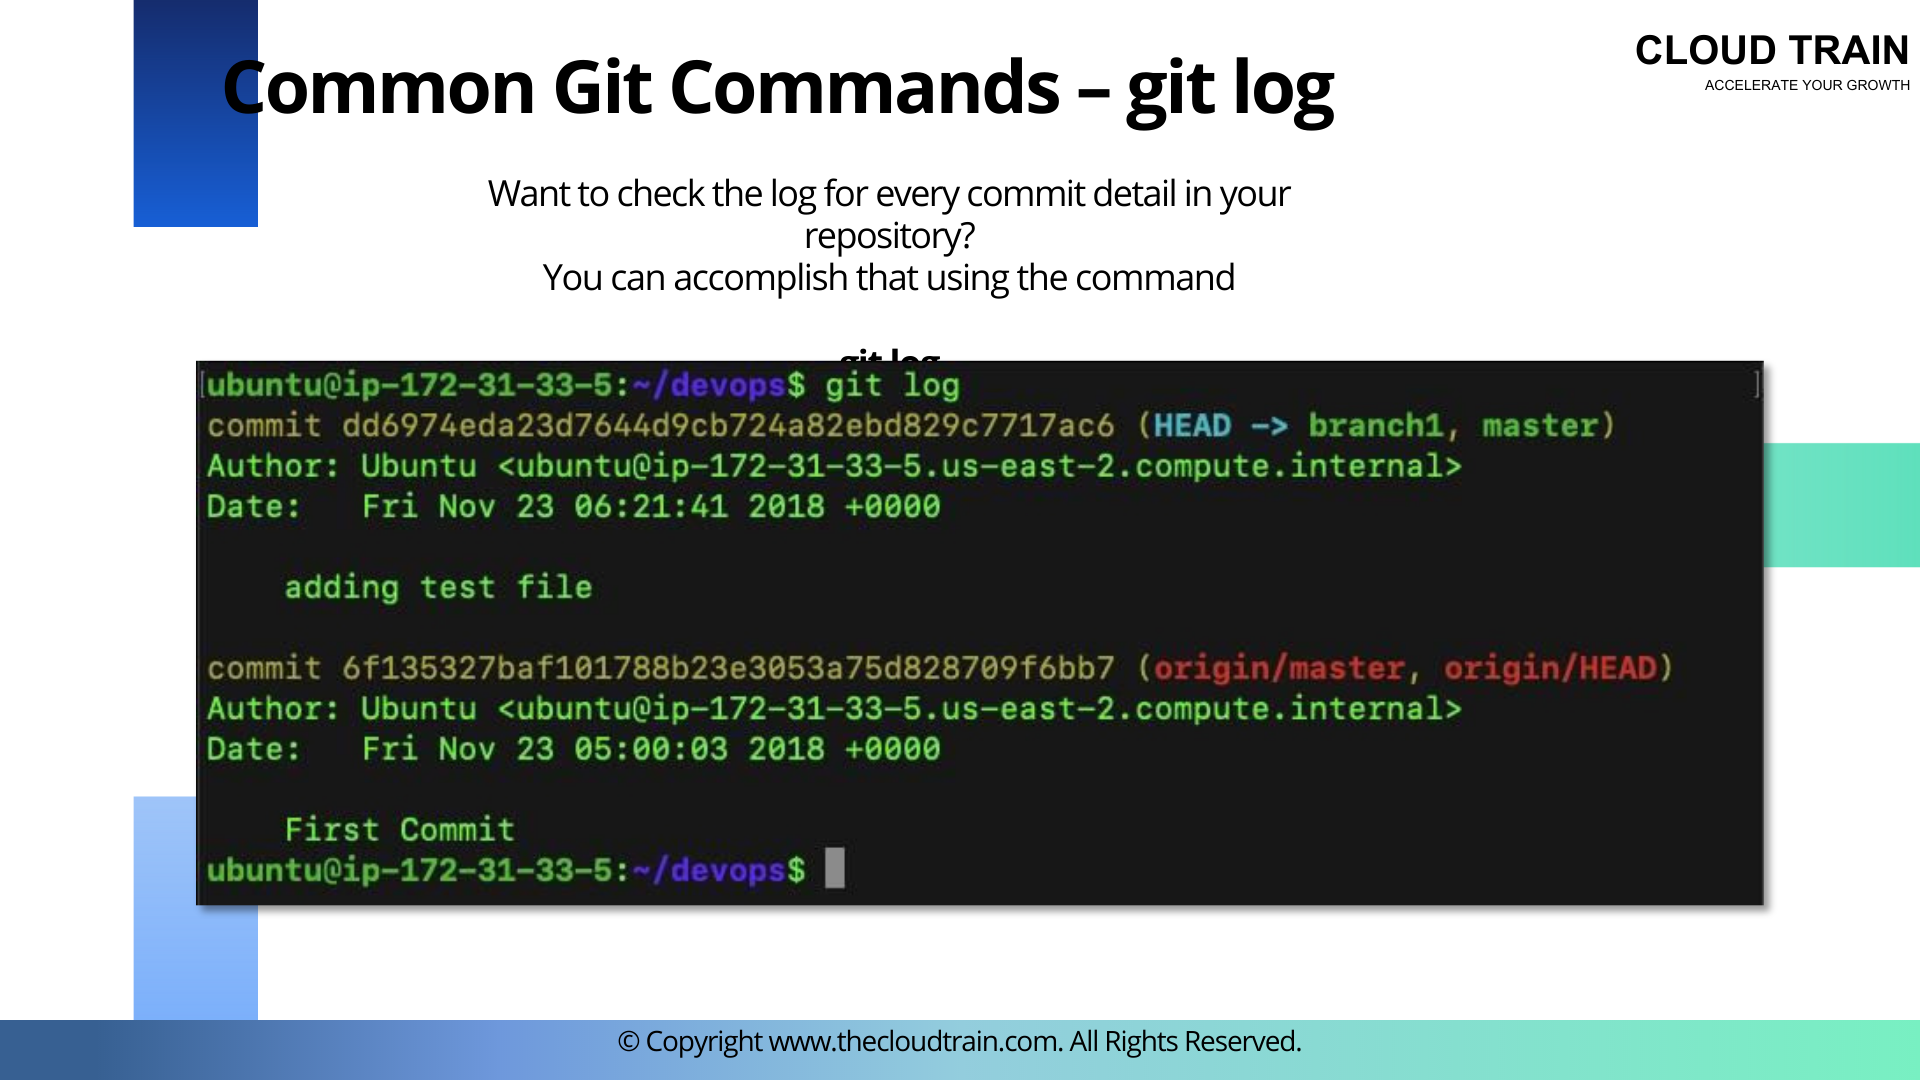 CLOUD TRAIN
ACCELERATE YOUR GROWTH
Common Git Commands – git log
Want to check the log for every commit detail in your
repository?
You can accomplish that using the command
git log
[ubuntu@ip-172-31-33-5:~/devops$ git log ]
commit dd6974eda23d7644d9cb724a82ebd829c7717ac6 (HEAD -> branch1, master)
Author: Ubuntu <ubuntu@ip-172-31-33-5.us-east-2.compute.internal>
Date:   Fri Nov 23 06:21:41 2018 +0000
adding test file
commit 6f135327baf101788b23e3053a75d828709f6bb7 (origin/master, origin/HEAD)
Author: Ubuntu <ubuntu@ip-172-31-33-5.us-east-2.compute.internal>
Date:   Fri Nov 23 05:00:03 2018 +0000
First Commit
ubuntu@ip-172-31-33-5:~/devops$
© Copyright www.thecloudtrain.com. All Rights Reserved.